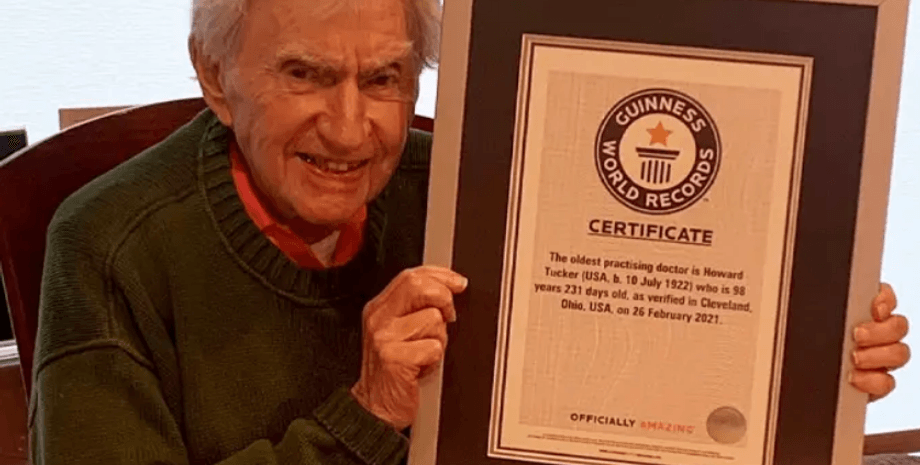 GUINNESS
WORLD RECORDS
CERTIFICATE
The oldest practising doctor is Howard
Tucker (USA, b. 10 July 1922) who is 98
years 231 days old, as verified in Cleveland,
Ohio, USA, on 26 February 2021.
OFFICIALLY AMAZING